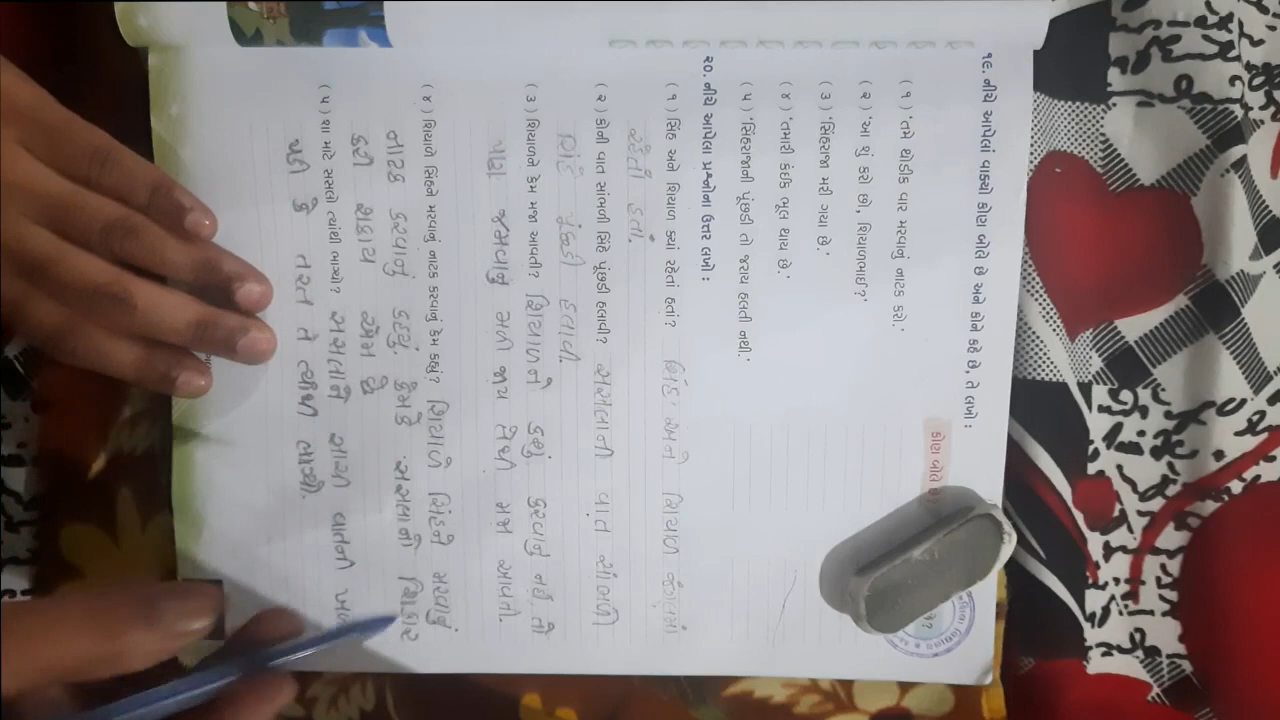 ૧૯. નીચે આપેલાં વાક્યો કોણ બોલે છે અને કોને કહે છે, તે લખો :
કોણ બોલે છે
(૧) 'તમે થોડીક વાર મરવાનું નાટક કરો.'
(૨) 'આ શું કરો છો, શિયાળભાઈ?'
(૩) 'સિંહરાજા મરી ગયા છે.'
(૪) 'તમારી કંઈક ભૂલ થાય છે.'
(૫) 'સિંહરાજાની પૂંછડી તો જરાય હલતી નથી.'
૨૦. નીચે આપેલા પ્રશ્નોના ઉત્તર લખો :
(૧) સિંહ અને શિયાળ ક્યાં રહેતાં હતાં? સિંહ અને શિયાળ જંગલમાં
રહેતાં હતાં.
(૨) કોની વાત સાંભળી સિંહે પૂંછડી હલાવી? સસલાની વાત સાંભળી
સિંહે પૂંછડી હલાવી.
(૩) શિયાળને કેમ મજા આવતી? શિયાળને કશું કરવાનું નહીં તો
પણ જમવાનું મળી જાય તેથી મજા આવતી.
(૪) શિયાળે સિંહને મરવાનું નાટક કરવાનું કેમ કહ્યું? શિયાળે સિંહને મરવાનું
નાટક કરવાનું કહ્યું. કેમકે સસલાનો શિકાર
કરી શકાય એમ છે
(૫) શા માટે સસલો ત્યાંથી ભાગ્યો? સસલાને સાચી વાતની ખબર
પડી કે તરત તે ત્યાંથી ભાગ્યો.